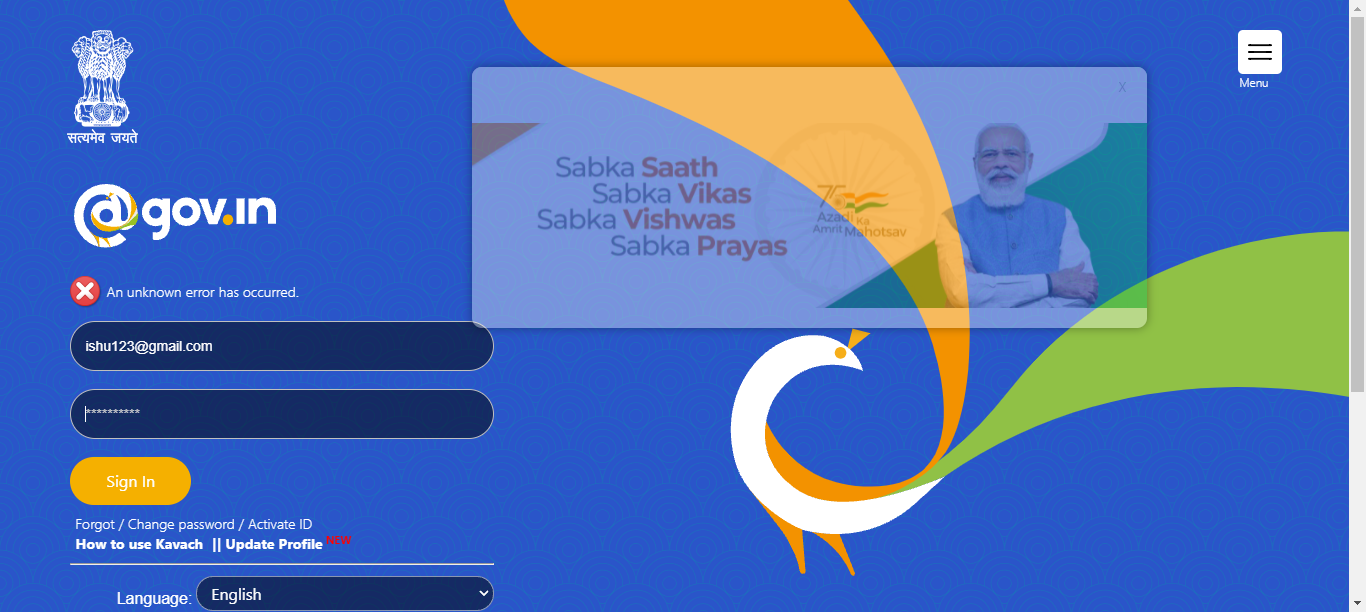 सत्यमेव जयते
@gov.in
An unknown error has occurred.
ishu123@gmail.com
**********
Sign In
Forgot / Change password / Activate ID
How to use Kavach || Update Profile NEW
Language: English
X
Sabka Saath
Sabka Vikas
Sabka Vishwas
Sabka Prayas
75
Azadi Ka
Amrit Mahotsav
Menu